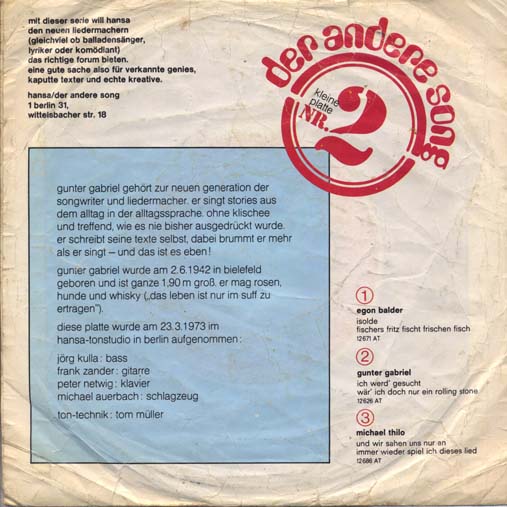 mit dieser serie will hansa
den neuen liedermachern
(gleichviel ob balladensänger,
lyriker oder komödiant)
das richtige forum bieten.
eine gute sache also für verkannte genies,
kaputte texter und echte kreative.
hansa/der andere song
1 berlin 31,
wittelsbacher str. 18
der andere song
kleine
platte
NR.
2
gunter gabriel gehört zur neuen generation der
songwriter und liedermacher. er singt stories aus
dem alltag in der alltagssprache. ohne klischee
und treffend, wie es nie bisher ausgedrückt wurde.
er schreibt seine texte selbst, dabei brummt er mehr
als er singt – und das ist es eben!
gunter gabriel wurde am 2.6.1942 in bielefeld
geboren und ist ganze 1,90 m groß. er mag rosen,
hunde und whisky („das leben ist nur im suff zu
ertragen").
diese platte wurde am 23.3.1973 im
hansa-tonstudio in berlin aufgenommen:
jörg kulla: bass
frank zander: gitarre
peter netwig: klavier
michael auerbach: schlagzeug
ton-technik: tom müller
1
egon balder
isolde
fischers fritz fischt frischen fisch
12671 AT
2
gunter gabriel
ich werd' gesucht
wär' ich doch nur ein rolling stone
12626 AT
3
michael thilo
und wir sahen uns nur an
immer wieder spiel ich dieses lied
12686 AT